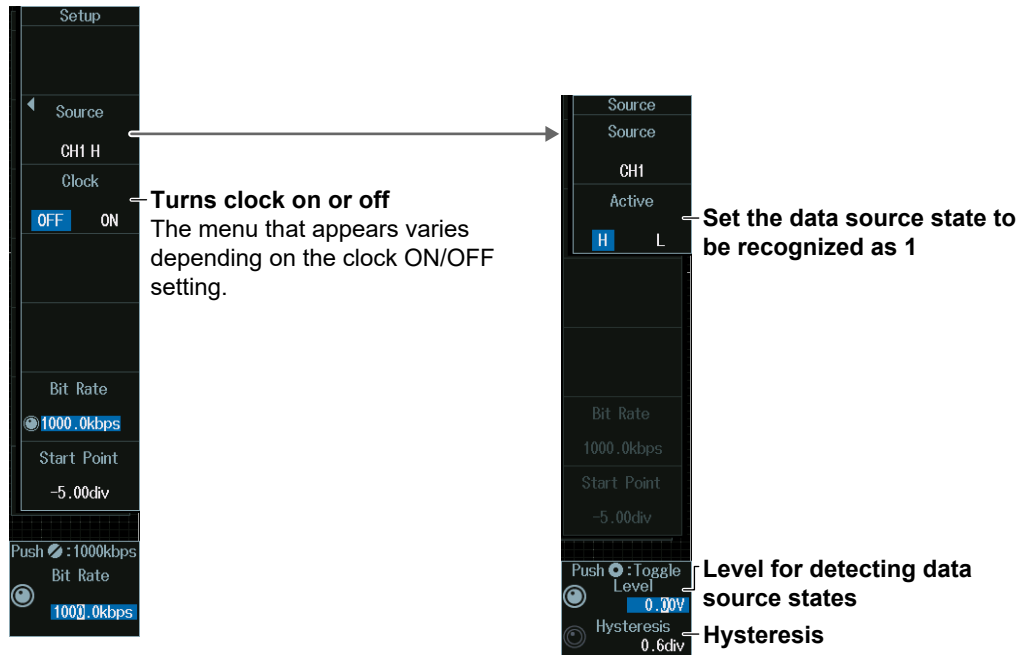 Setup
Source
CH1 H
Clock
OFF ON
Bit Rate
1000.0kbps
Start Point
-5.00div
Push :1000kbps
Bit Rate
1000.0kbps
Turns clock on or off
The menu that appears varies
depending on the clock ON/OFF
setting.
Source
Source
CH1
Active
H L
Bit Rate
1000.0kbps
Start Point
-5.00div
Push :Toggle
Level
0.00V
Hysteresis
0.6div
Set the data source state to
be recognized as 1
Level for detecting data
source states
Hysteresis